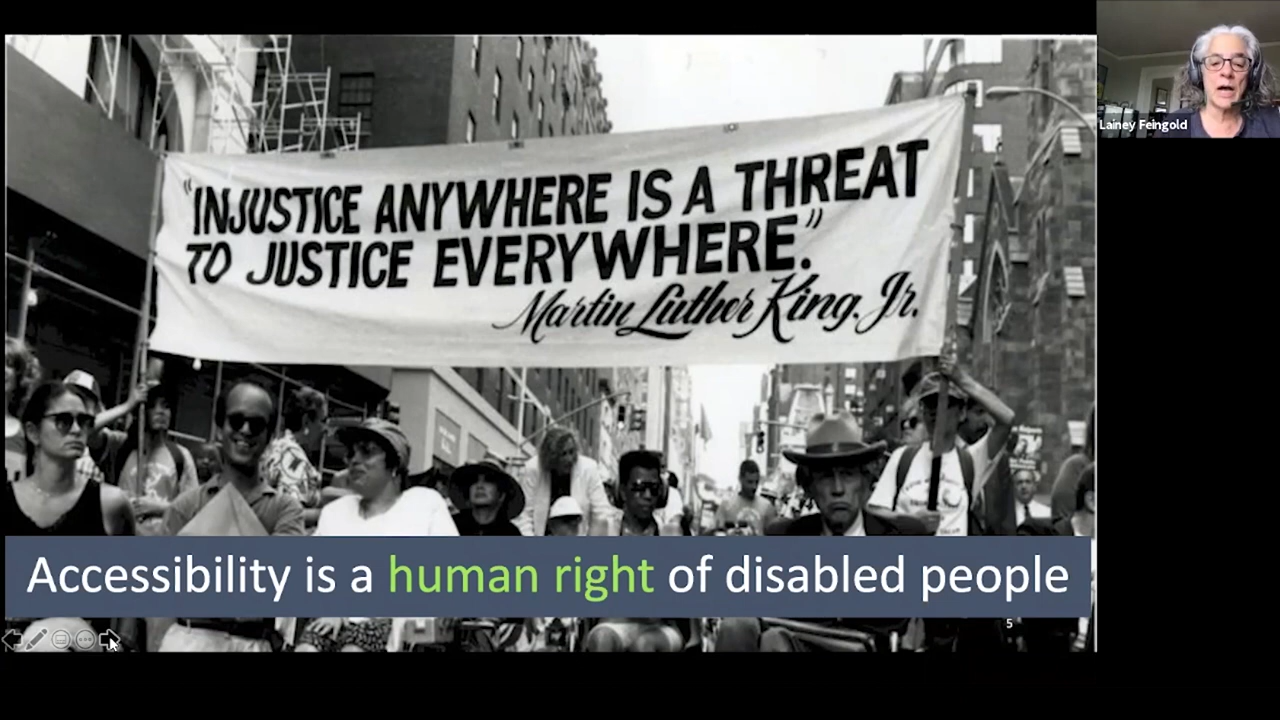 "INJUSTICE ANYWHERE IS A THREAT
TO JUSTICE EVERYWHERE."
Martin Luther King, Jr.
Lainey Feingold
Accessibility is a human right of disabled people
5